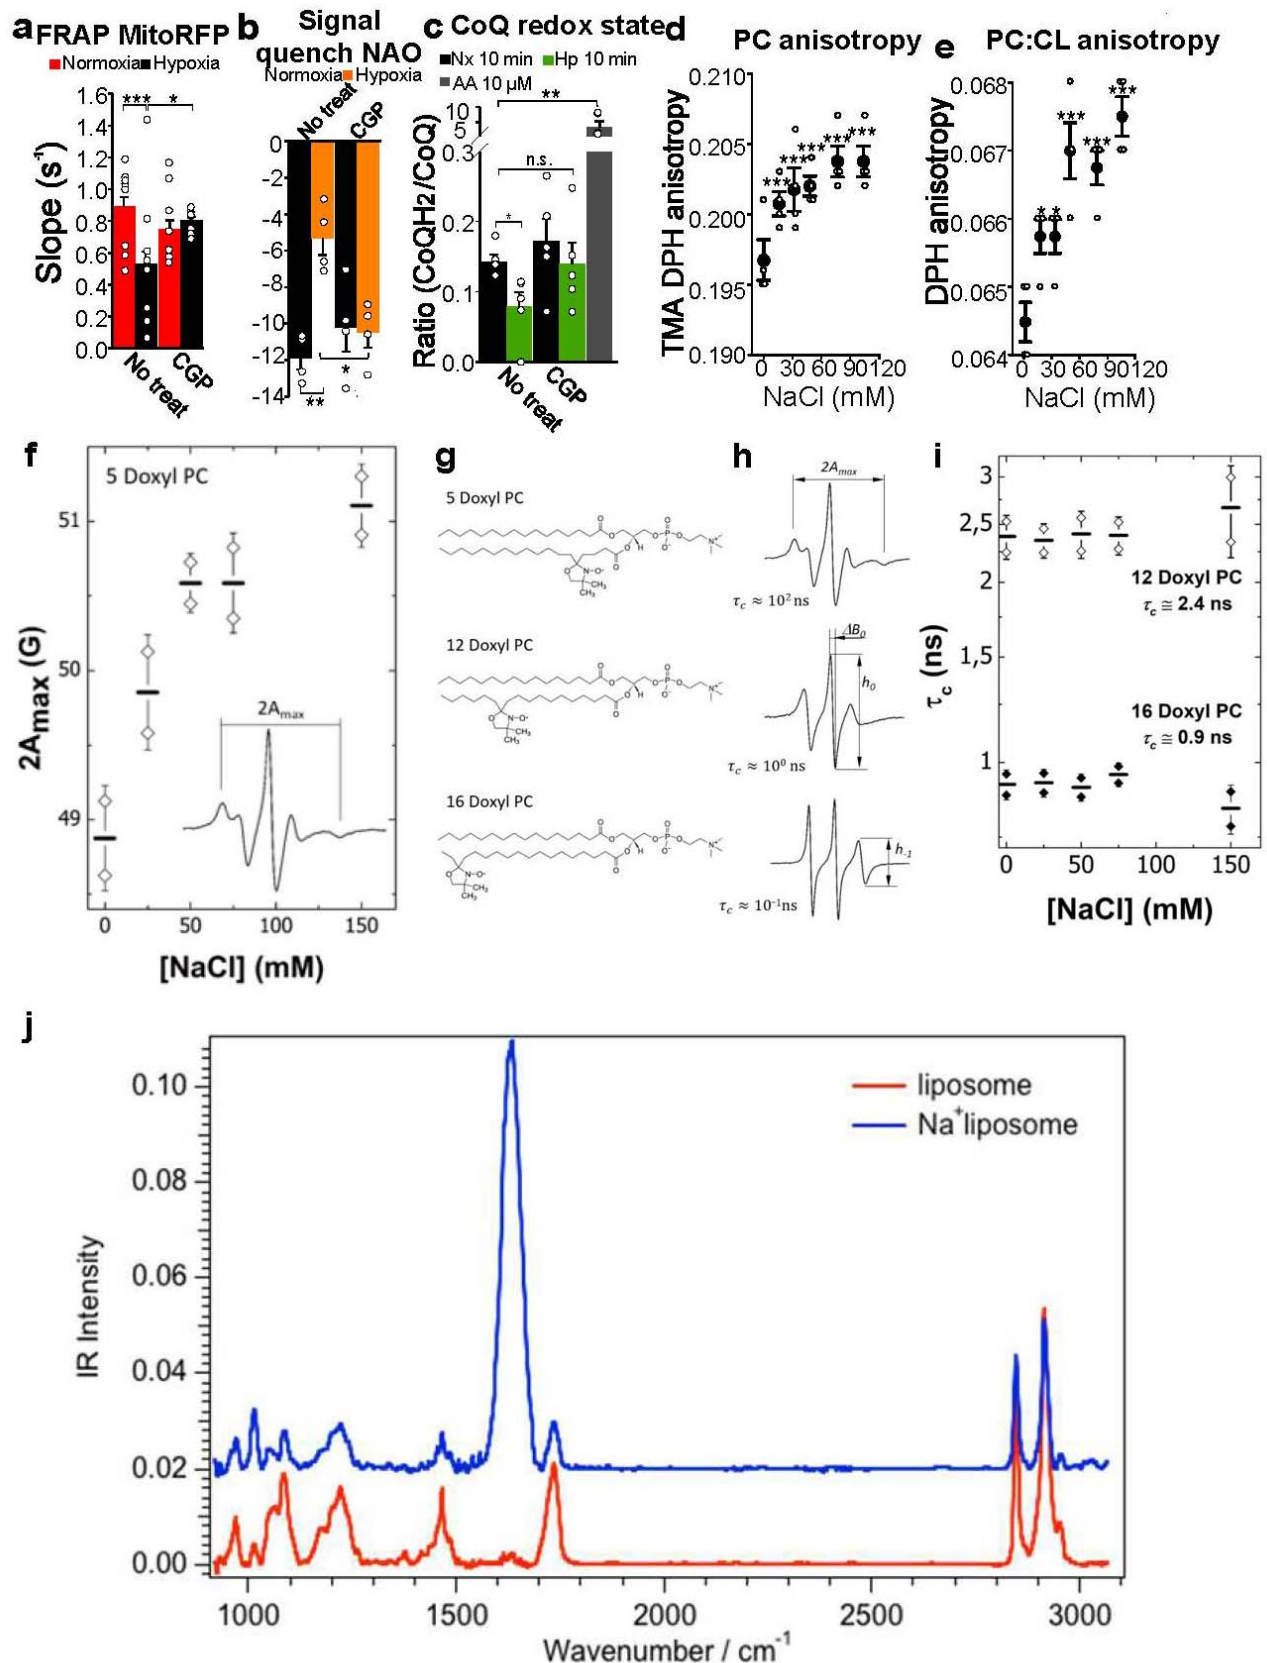 a FRAP MitoRFP
Normoxia Hypoxia
*** *
Slope (s⁻¹)
1.6
1.4
1.2
1.0
0.8
0.6
0.4
0.2
0.0
No treat
CGP
b Signal
quench NAO
Normoxia Hypoxia
No treat
CGP
0
-2
-4
-6
-8
-10
-12
-14
*
**
c CoQ redox state
Nx 10 min Hp 10 min
AA 10 µM
**
Ratio (CoQH2/CoQ)
10
5
0.3
0.2
0.1
0.0
n.s.
*
No treat
CGP
d PC anisotropy
TMA DPH anisotropy
0.210
0.205
0.200
0.195
0.190
*** *** *** *** ***
0 30 60 90 120
NaCl (mM)
e PC:CL anisotropy
DPH anisotropy
0.068
0.067
0.066
0.065
0.064
* * *** *** ***
0 30 60 90 120
NaCl (mM)
f
5 Doxyl PC
2Amax (G)
51
50
49
2Amax
0 50 100 150
[NaCl] (mM)
g
5 Doxyl PC
O
O
O
O
H
O
P
O⁻
O
N⁺
O
N-O•
CH₃
CH₃
12 Doxyl PC
O
O
O
O
H
O
P
O⁻
O
N⁺
O
N-O•
CH₃
CH₃
16 Doxyl PC
O
O
O
O
H
O
P
O⁻
O
N⁺
O
N-O•
CH₃
CH₃
h
2Amax
τc ≈ 10² ns
ΔB0
h0
τc ≈ 10⁰ ns
h-1
τc ≈ 10⁻¹ns
i
τc (ns)
3
2,5
2
1,5
1
12 Doxyl PC
τc ≅ 2.4 ns
16 Doxyl PC
τc ≅ 0.9 ns
0 50 100 150
[NaCl] (mM)
j
liposome
Na⁺liposome
IR Intensity
0.10
0.08
0.06
0.04
0.02
0.00
1000 1500 2000 2500 3000
Wavenumber / cm⁻¹